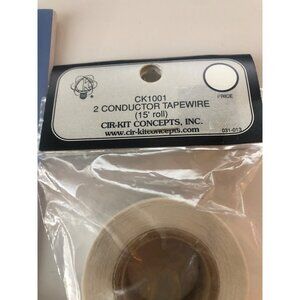 CK1001
2 CONDUCTOR TAPEWIRE
(15' roll)
CIR-KIT CONCEPTS, INC.
www.cir-kitconcepts.com
PRICE
031-013